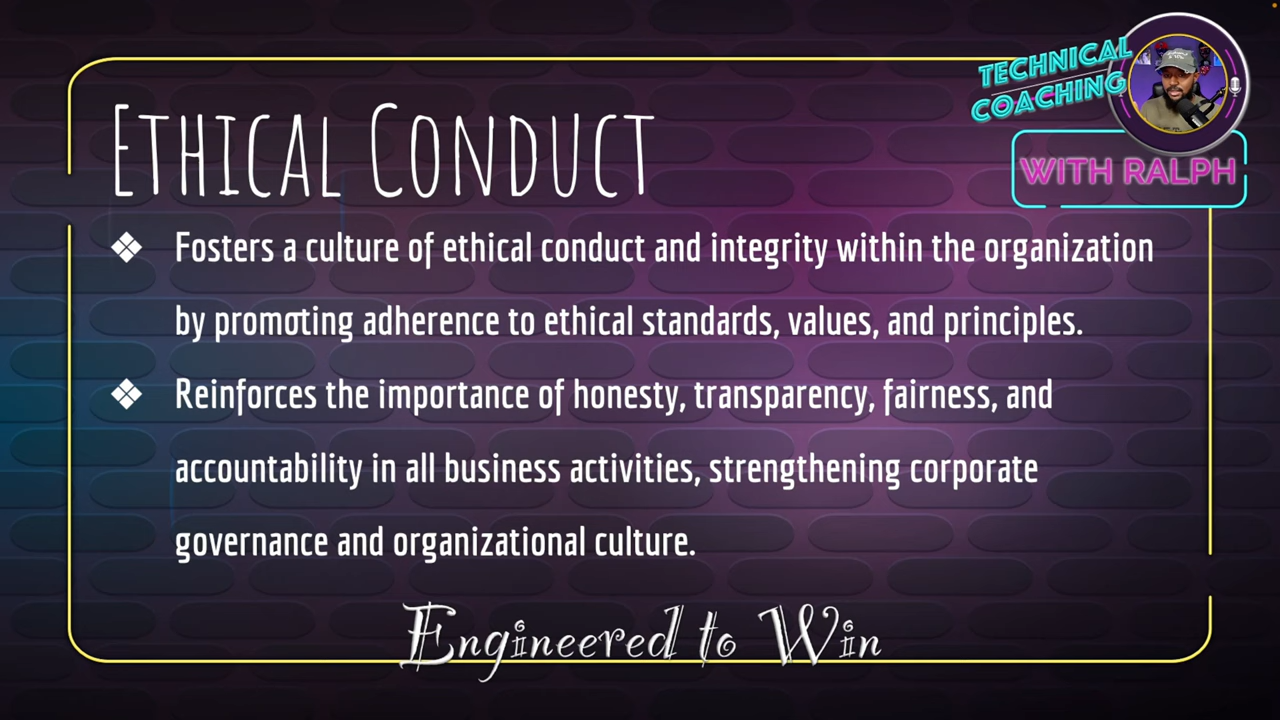 TECHNICAL
COACHING
WITH RALPH
Ethical Conduct
❖ Fosters a culture of ethical conduct and integrity within the organization
by promoting adherence to ethical standards, values, and principles.
❖ Reinforces the importance of honesty, transparency, fairness, and
accountability in all business activities, strengthening corporate
governance and organizational culture.
Engineered to Win